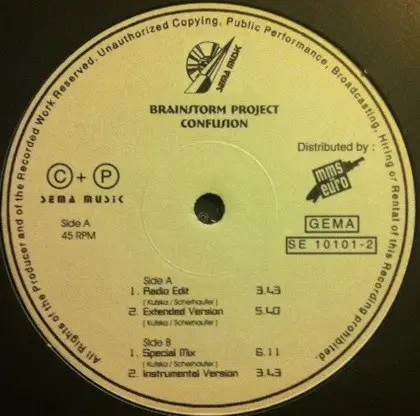 All Rights of the Producer and of the Recorded Work Reserved. Unauthorized Copying, Public Performance, Broadcasting, Hiring or Rental of this Recording prohibited.
SEMA MUSIC
BRAINSTORM PROJECT
CONFUSION
Distributed by :
mms
euro
C + P
SEMA MUSIC
GEMA
SE 10101-2
Side A
45 RPM
Side A
1. Radio Edit 3.43
( Kutska / Scherhaufer )
2. Extended Version 5.40
( Kutska / Scherhaufer )
Side B
1. Special Mix 6.11
( Kutska / Scherhaufer )
2. Instrumental Version 3.43